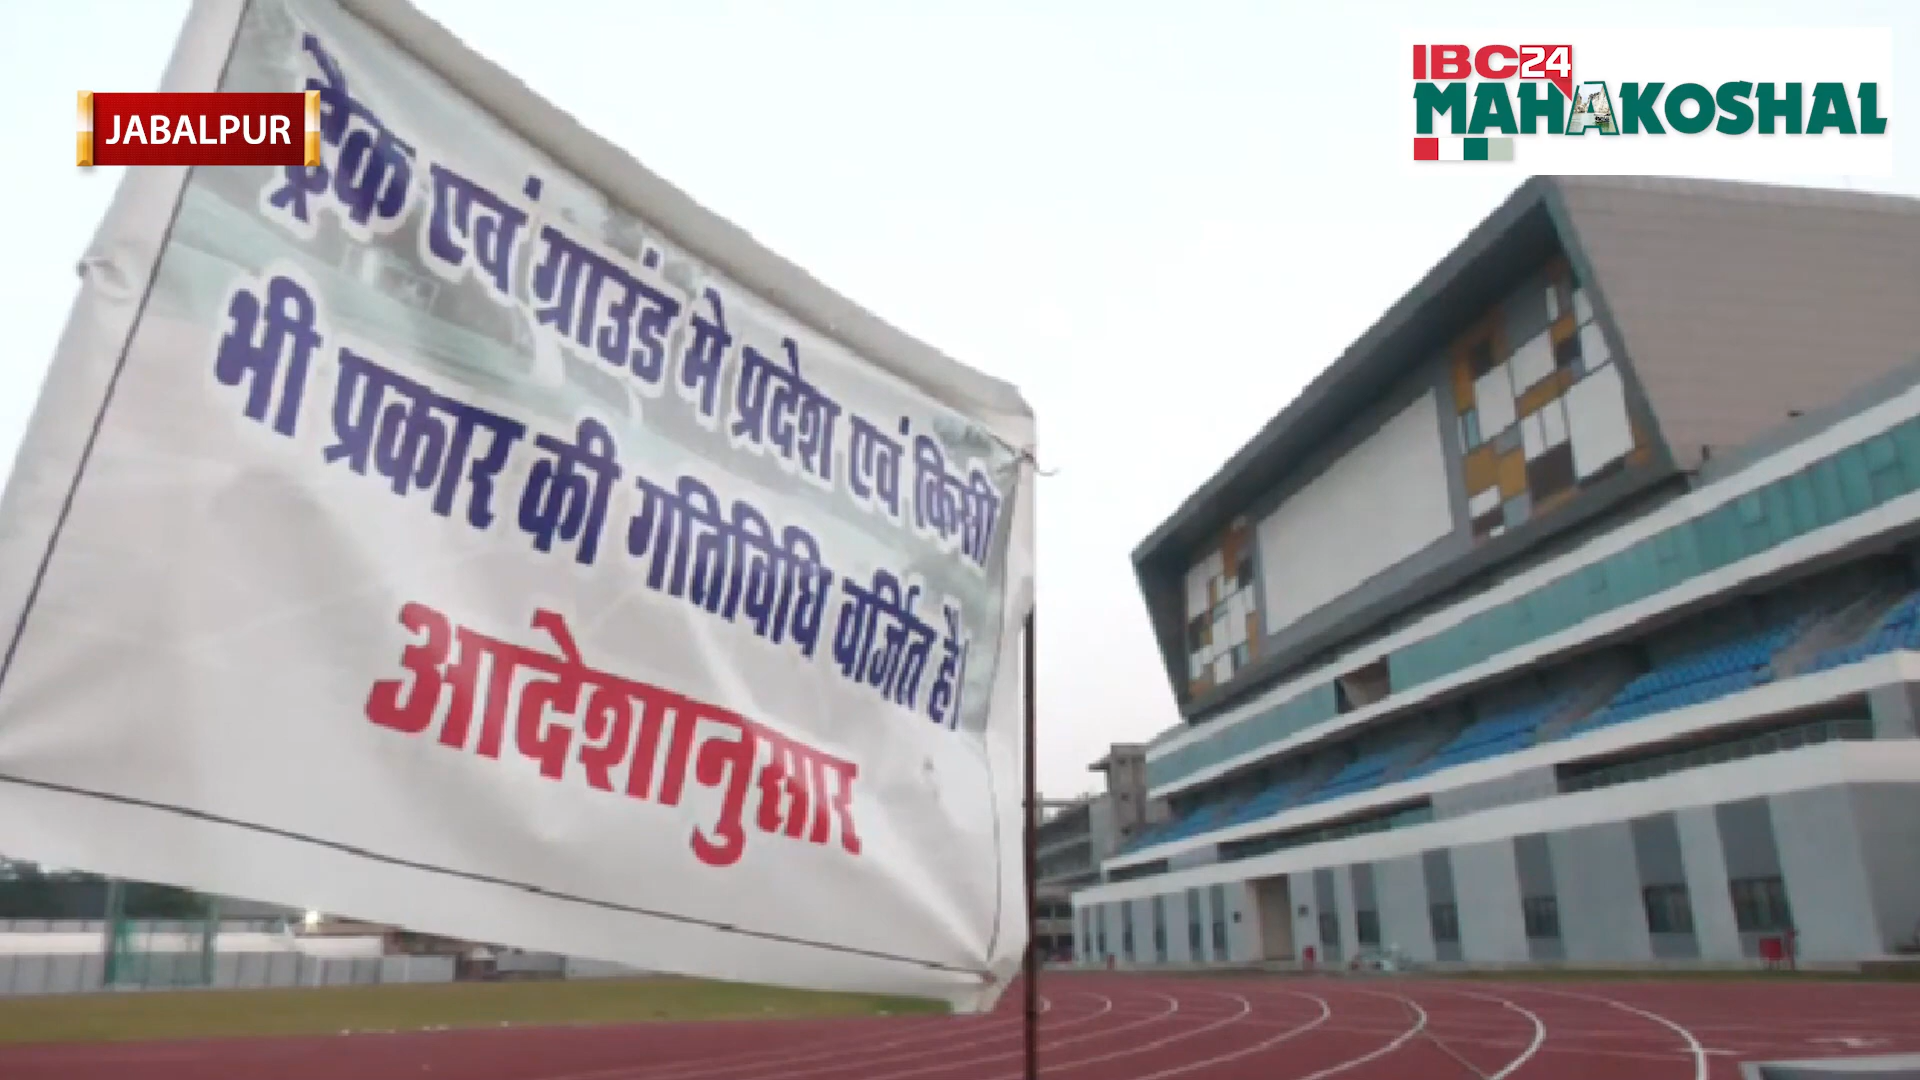 JABALPUR
IBC24
MAHAKOSHAL
ट्रेक एवं ग्राउंड मे प्रदेश एवं किसी
भी प्रकार की गतिविधि वर्जित है।
आदेशानुसार